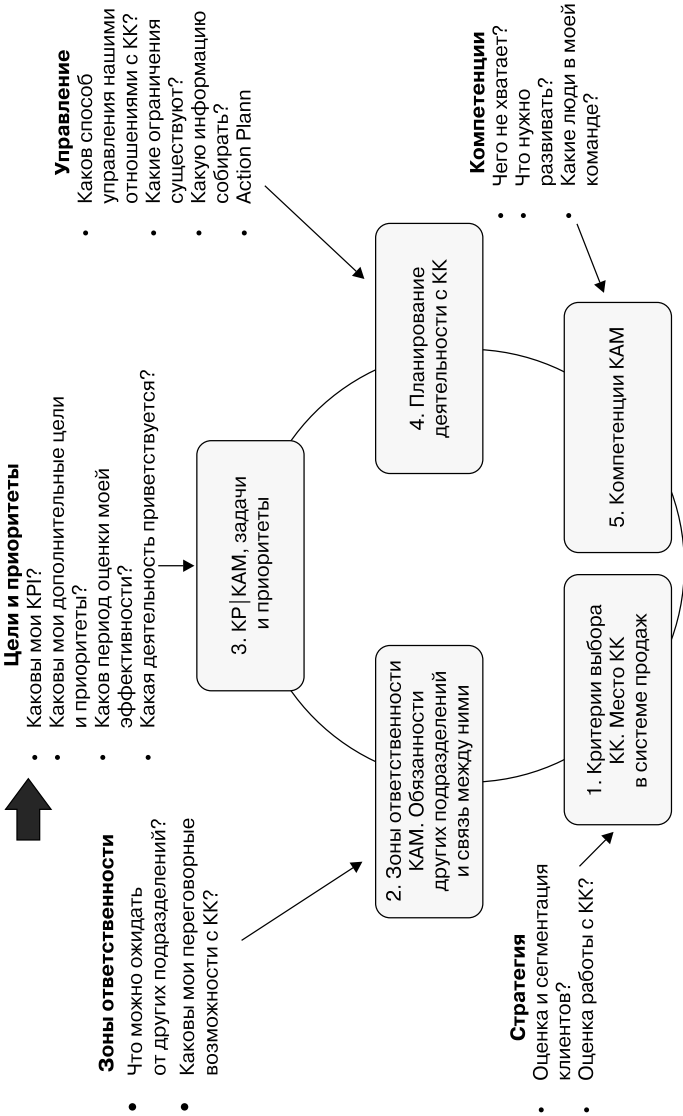 Цели и приоритеты
• Каковы мои KPI?
• Каковы мои дополнительные цели
и приоритеты?
• Каков период оценки моей
эффективности?
• Какая деятельность приветствуется?
Зоны ответственности
• Что можно ожидать
от других подразделений?
• Каковы мои переговорные
возможности с КК?
Управление
• Каков способ
управления нашими
отношениями с КК?
• Какие ограничения
существуют?
• Какую информацию
собирать?
• Action Plann
3. KP|КАМ, задачи
и приоритеты
2. Зоны ответственности
КАМ. Обязанности
других подразделений
и связь между ними
4. Планирование
деятельности с КК
Стратегия
• Оценка и сегментация
клиентов?
• Оценка работы с КК?
1. Критерии выбора
КК. Место КК
в системе продаж
5. Компетенции КАМ
Компетенции
• Чего не хватает?
• Что нужно
развивать?
• Какие люди в моей
команде?